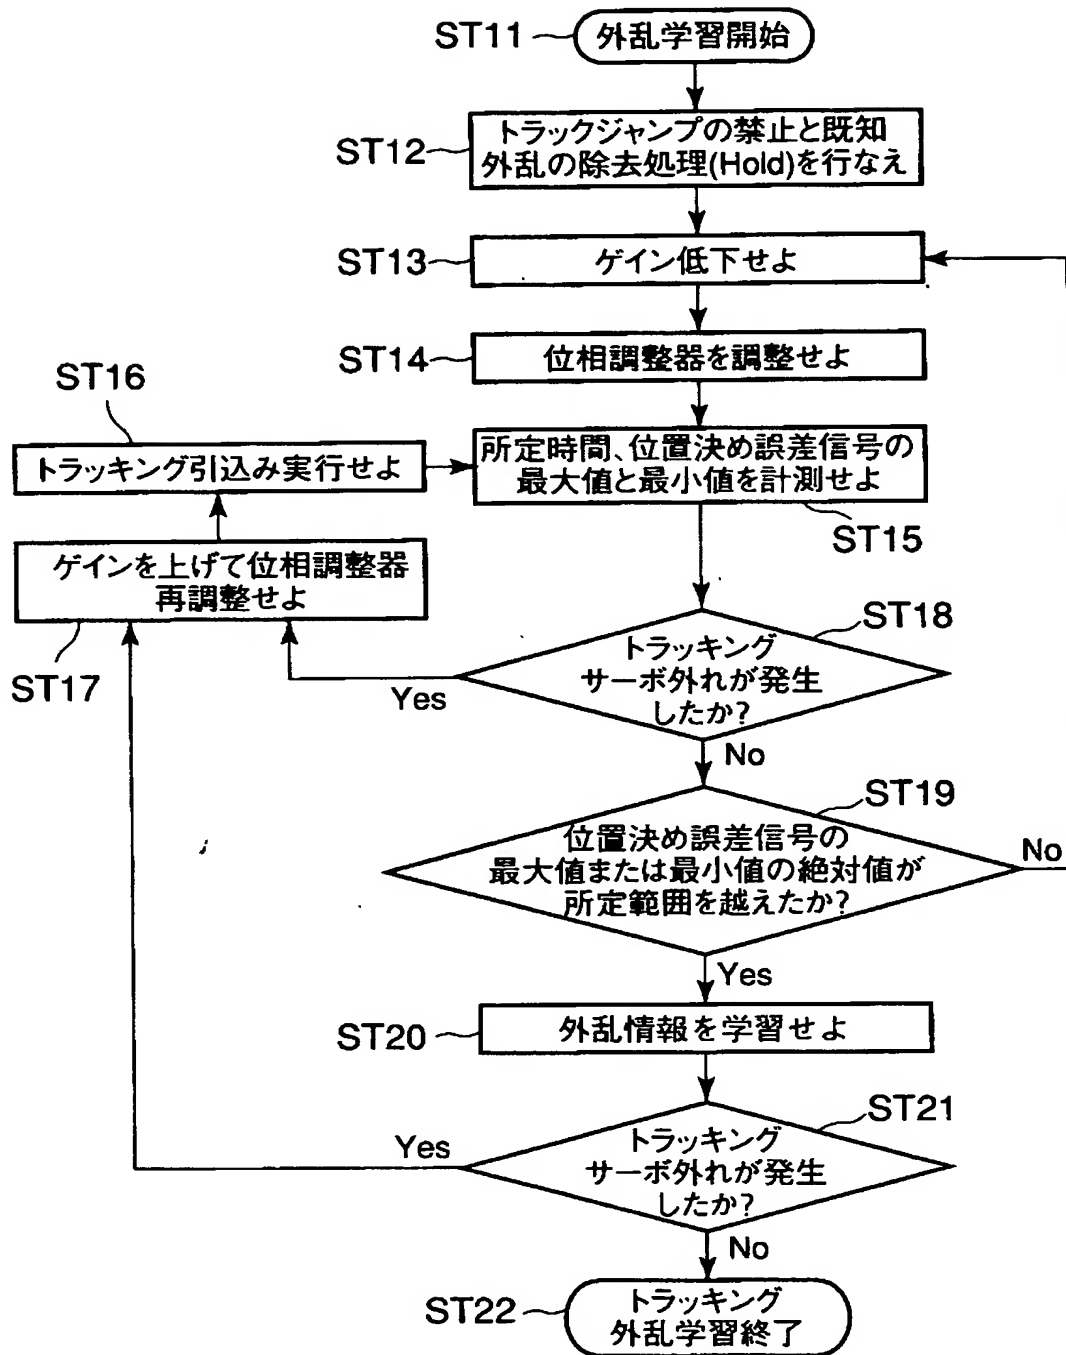 ST11
外乱学習開始
ST12
トラックジャンプの禁止と既知
外乱の除去処理(Hold)を行なえ
ST13
ゲイン低下せよ
ST14
位相調整器を調整せよ
ST16
トラッキング引込み実行せよ
所定時間、位置決め誤差信号の
最大値と最小値を計測せよ
ST15
ゲインを上げて位相調整器
再調整せよ
ST17
ST18
トラッキング
サーボ外れが発生
したか?
Yes
No
ST19
位置決め誤差信号の
最大値または最小値の絶対値が
所定範囲を越えたか?
No
Yes
ST20
外乱情報を学習せよ
ST21
トラッキング
サーボ外れが発生
したか?
Yes
No
ST22
トラッキング
外乱学習終了